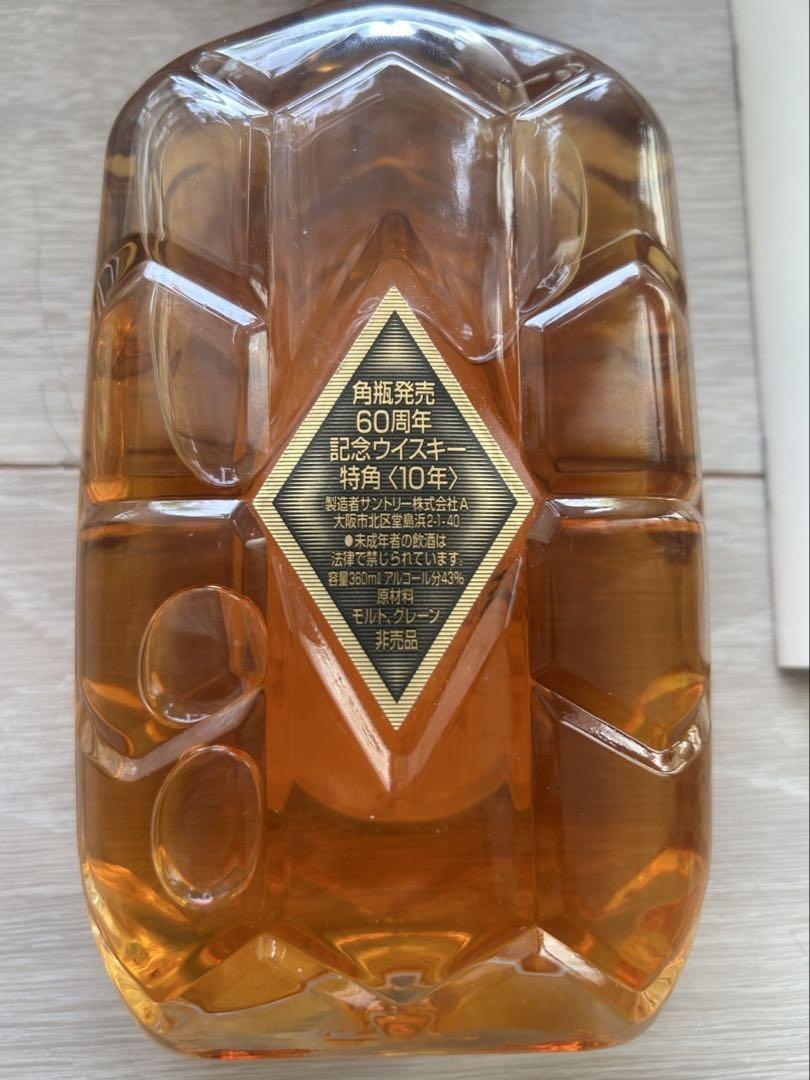 角瓶発売
60周年
記念ウイスキー
特角〈10年〉
製造者サントリー株式会社A
大阪市北区堂島浜2-1-40
●未成年者の飲酒は
法律で禁じられています。
容量360mlアルコール分43%
原材料
モルト、グレーン
非売品